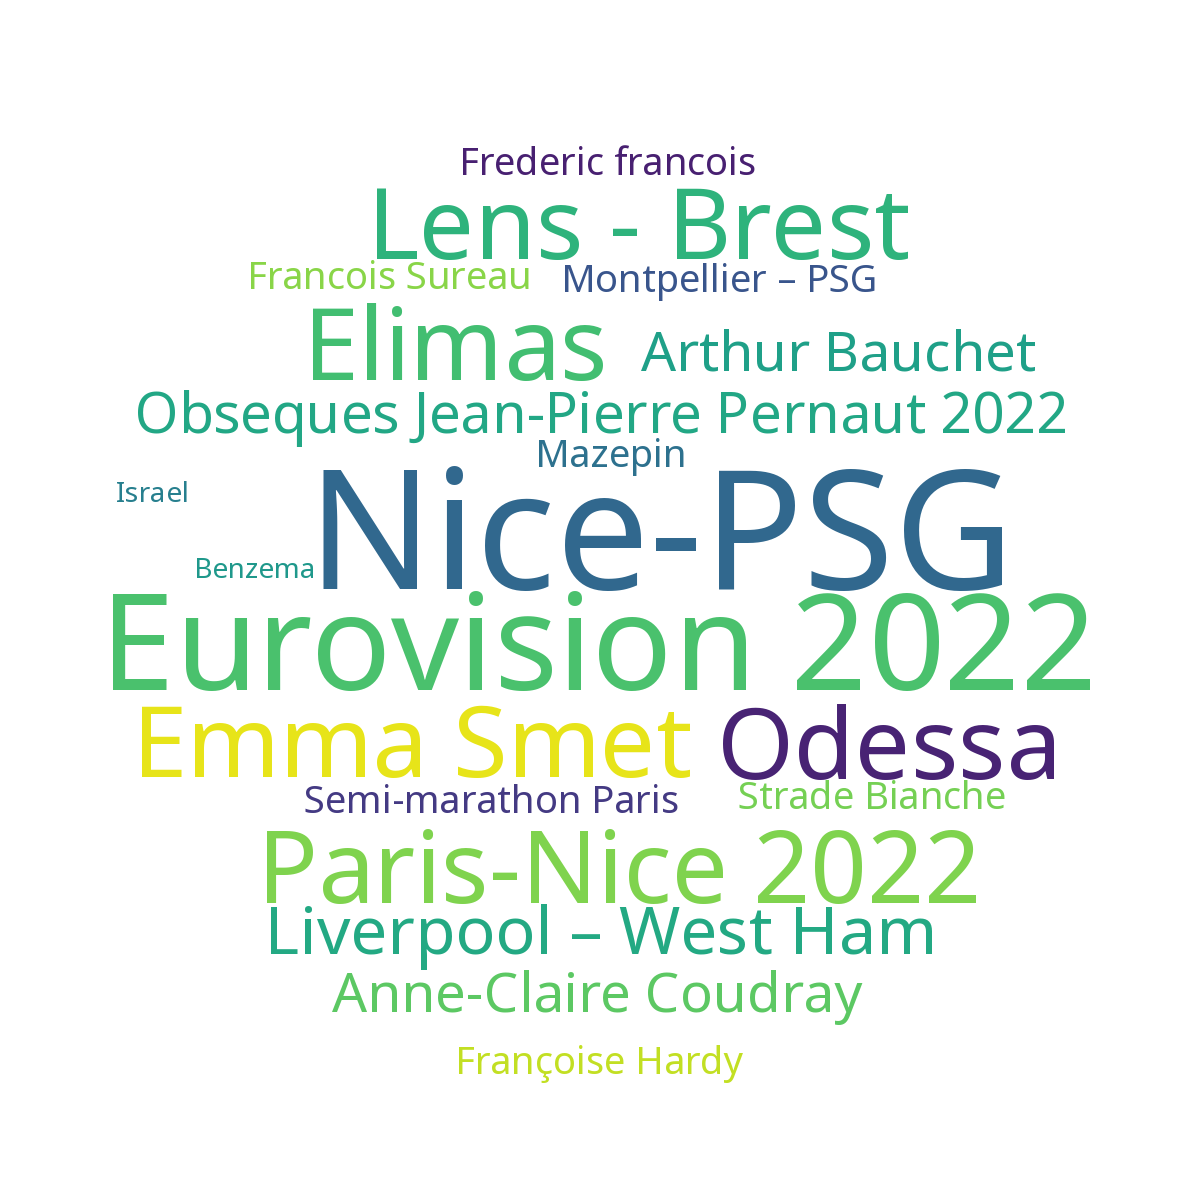 Frederic francois
Lens - Brest
Francois Sureau
Montpellier – PSG
Elimas
Arthur Bauchet
Obseques Jean-Pierre Pernaut 2022
Mazepin
Israel
Nice-PSG
Benzema
Eurovision 2022
Emma Smet
Odessa
Semi-marathon Paris
Strade Bianche
Paris-Nice 2022
Liverpool – West Ham
Anne-Claire Coudray
Françoise Hardy